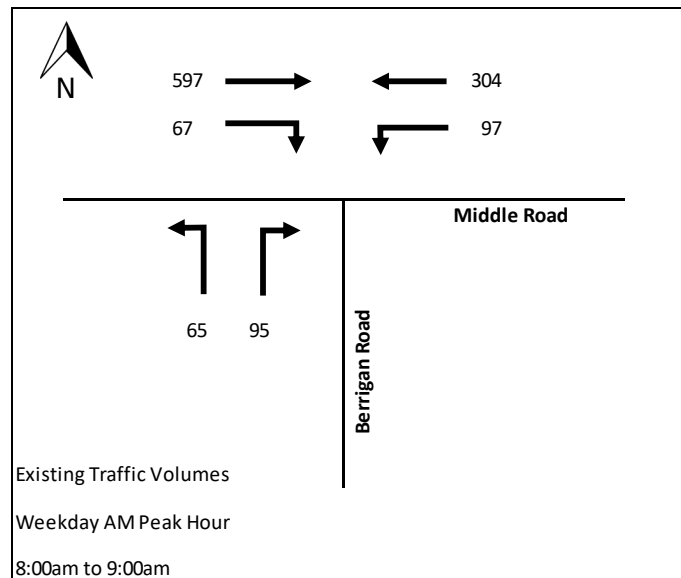 N
597
304
67
97
Middle Road
65 95
Berrigan Road
Existing Traffic Volumes
Weekday AM Peak Hour
8:00am to 9:00am